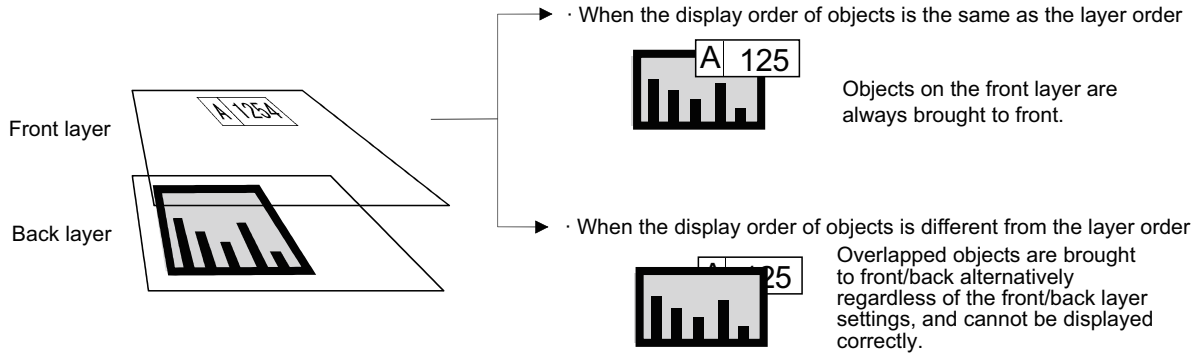 · When the display order of objects is the same as the layer order
A 125
Objects on the front layer are
always brought to front.
A 1254
Front layer
Back layer
· When the display order of objects is different from the layer order
A 125
Overlapped objects are brought
to front/back alternatively
regardless of the front/back layer
settings, and cannot be displayed
correctly.